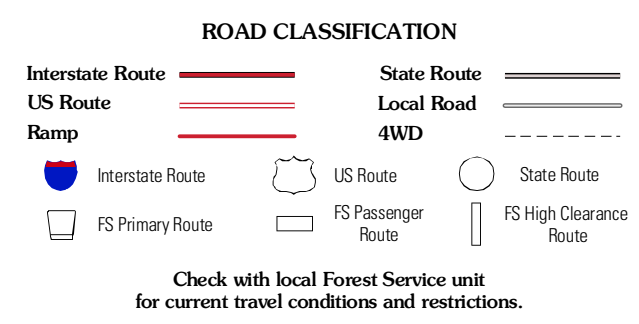 ROAD CLASSIFICATION
Interstate Route
State Route
US Route
Local Road
Ramp
4WD
Interstate Route
US Route
State Route
FS Primary Route
FS Passenger
Route
FS High Clearance
Route
Check with local Forest Service unit
for current travel conditions and restrictions.